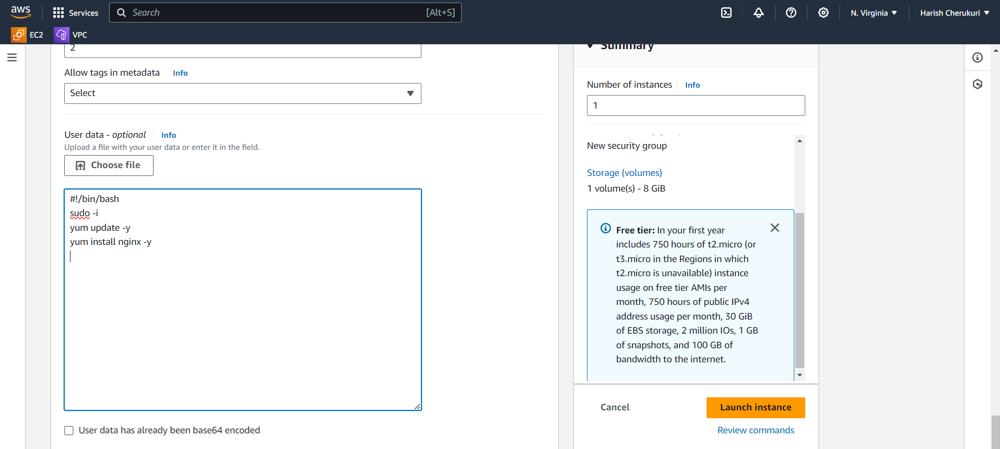 aws
Services
Search
[Alt+S]
N. Virginia
Harish Cherukuri
EC2
VPC
2
Allow tags in metadata
Info
Select
User data - optional
Info
Upload a file with your user data or enter it in the field.
Choose file
#!/bin/bash
sudo -i
yum update -y
yum install nginx -y
User data has already been base64 encoded
Summary
Number of instances
Info
1
New security group
Storage (volumes)
1 volume(s) - 8 GiB
Free tier: In your first year
includes 750 hours of t2.micro (or
t3.micro in the Regions in which
t2.micro is unavailable) instance
usage on free tier AMIs per
month, 750 hours of public IPv4
address usage per month, 30 GiB
of EBS storage, 2 million IOs, 1 GB
of snapshots, and 100 GB of
bandwidth to the internet.
Cancel
Launch instance
Review commands